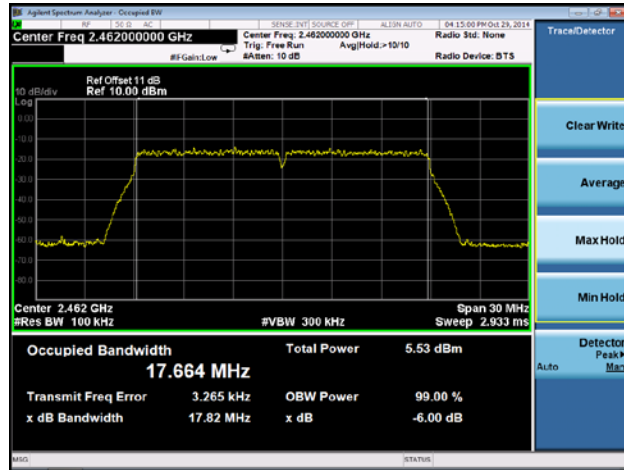 Agilent Spectrum Analyzer - Occupied BW
RF 50 Ω AC SENSE:INT SOURCE OFF ALIGN AUTO 04:15:00 PM Oct 29, 2014
Center Freq 2.462000000 GHz
Center Freq: 2.462000000 GHz
Radio Std: None
Trig: Free Run Avg|Hold:>10/10
#IFGain:Low
#Atten: 10 dB
Radio Device: BTS
Trace/Detector
Ref Offset 11 dB
10 dB/div Ref 10.00 dBm
Log
0.00
-10.0
-20.0
-30.0
-40.0
-50.0
-60.0
-70.0
-80.0
Center 2.462 GHz
Span 30 MHz
#Res BW 100 kHz
#VBW 300 kHz
Sweep 2.933 ms
Occupied Bandwidth
17.664 MHz
Total Power 5.53 dBm
Transmit Freq Error 3.265 kHz
OBW Power 99.00 %
x dB Bandwidth 17.82 MHz
x dB -6.00 dB
Clear Write
Average
Max Hold
Min Hold
Detector
Peak
Auto Man
MSG
STATUS